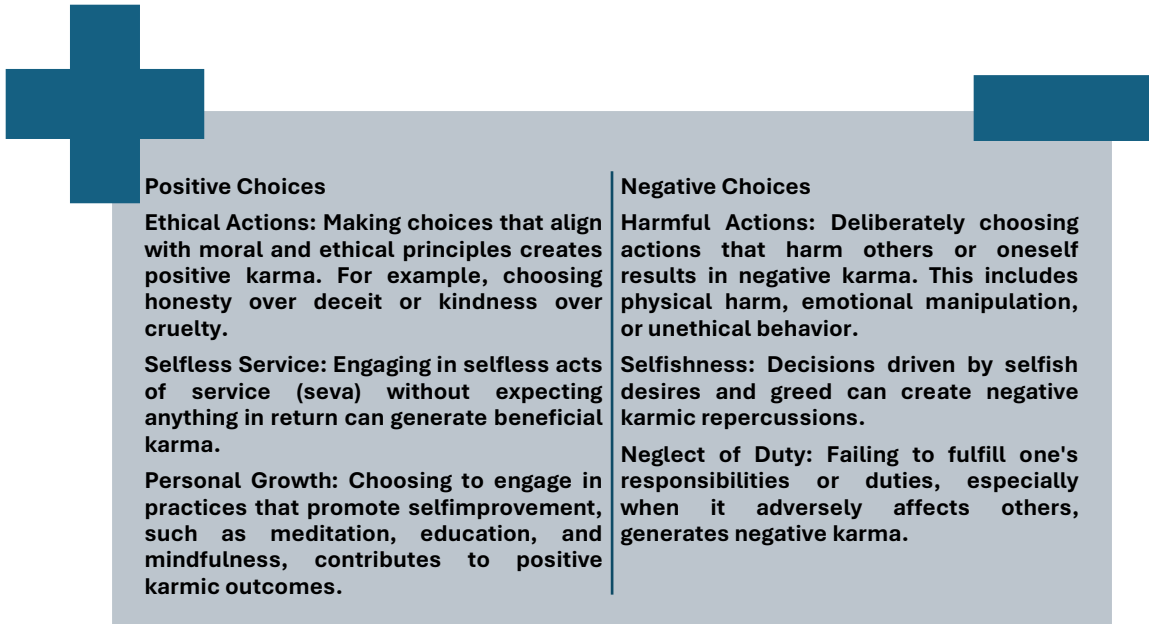 Positive Choices
Ethical Actions: Making choices that align
with moral and ethical principles creates
positive karma. For example, choosing
honesty over deceit or kindness over
cruelty.
Selfless Service: Engaging in selfless acts
of service (seva) without expecting
anything in return can generate beneficial
karma.
Personal Growth: Choosing to engage in
practices that promote selfimprovement,
such as meditation, education, and
mindfulness, contributes to positive
karmic outcomes.
Negative Choices
Harmful Actions: Deliberately choosing
actions that harm others or oneself
results in negative karma. This includes
physical harm, emotional manipulation,
or unethical behavior.
Selfishness: Decisions driven by selfish
desires and greed can create negative
karmic repercussions.
Neglect of Duty: Failing to fulfill one's
responsibilities or duties, especially
when it adversely affects others,
generates negative karma.